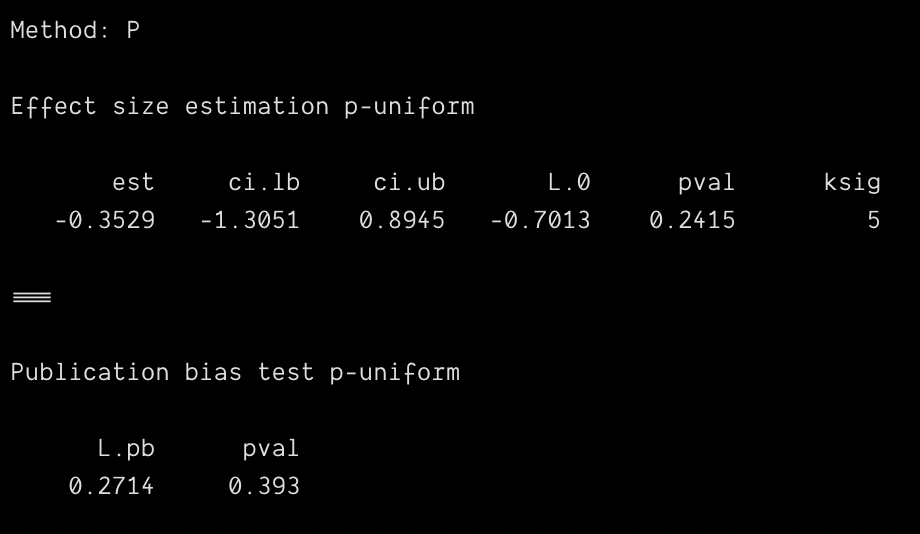 Method: P
Effect size estimation p-uniform
est ci.lb ci.ub L.0 pval ksig
-0.3529 -1.3051 0.8945 -0.7013 0.2415 5
===
Publication bias test p-uniform
L.pb pval
0.2714 0.393